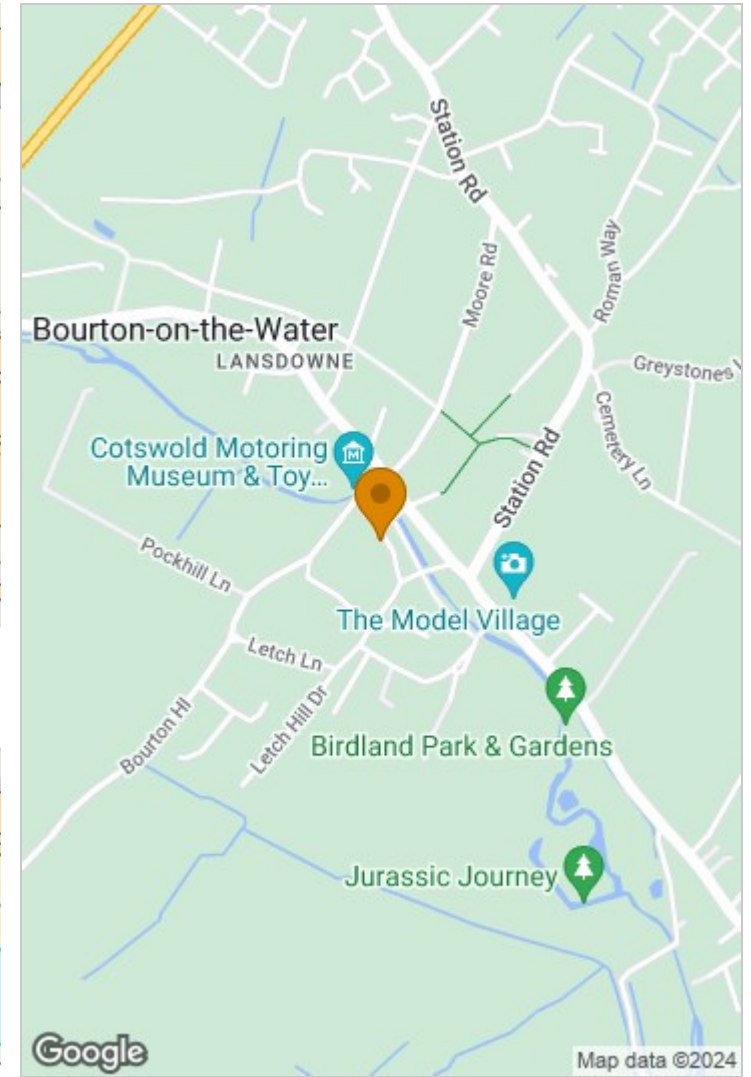 Station Rd
Moore Rd
Roman Way
Bourton-on-the-Water
LANSDOWNE
Greystones
Cemetery Ln
Cotswold Motoring
Museum & Toy...
Station Rd
Pockhill Ln
The Model Village
Letch Ln
Letch Hill Dr
Bourton Hl
Birdland Park & Gardens
Jurassic Journey
Google
Map data ©2024